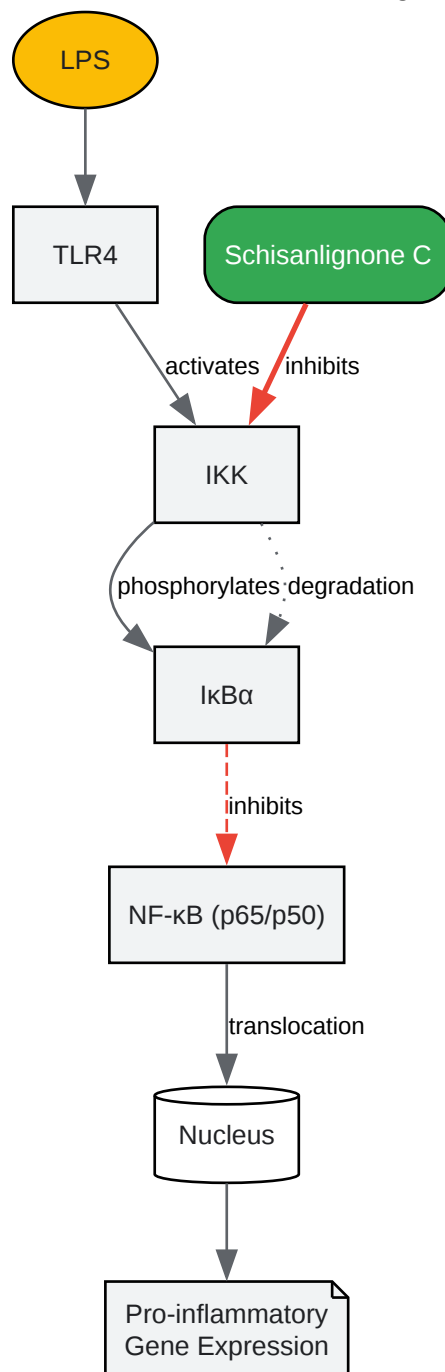 LPS
TLR4
Schisanlignone C
activates
inhibits
IKK
phosphorylates
degradation
IκBα
inhibits
NF-κB (p65/p50)
translocation
Nucleus
Pro-inflammatory
Gene Expression